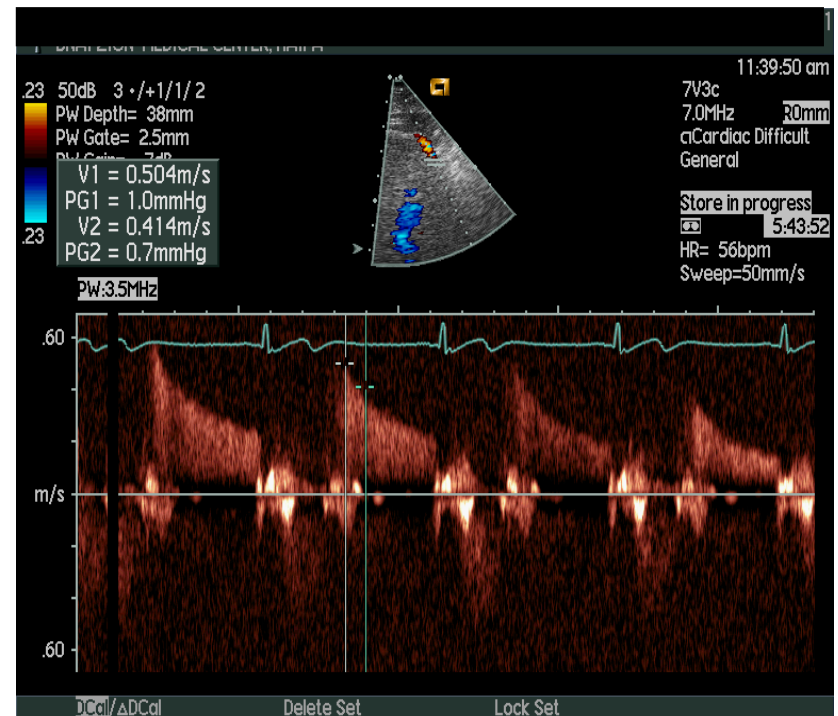 1
11:39:50 am
.23 50dB 3 •/+1/1/ 2
PW Depth= 38mm
PW Gate= 2.5mm
7V3c
7.0MHz R0mm
Cardiac Difficult
General
V1 = 0.504m/s
PG1 = 1.0mmHg
V2 = 0.414m/s
PG2 = 0.7mmHg
.23
Store in progress
5:43:52
HR= 56bpm
Sweep=50mm/s
PW:3.5MHz
.60
m/s
.60
DCal/ΔDCal Delete Set Lock Set